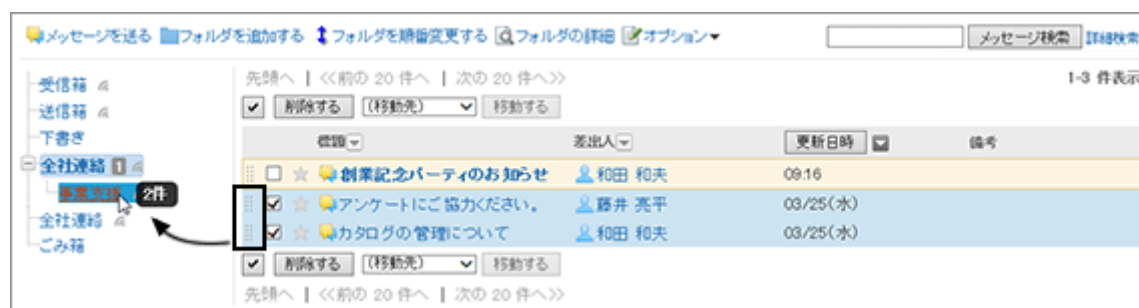 メッセージを送る フォルダを追加する フォルダを順番変更する フォルダの詳細 オプション▼ メッセージ検索 詳細検索
先頭へ | <<前の 20 件へ | 次の 20 件へ>> 1-3 件表示
受信箱
送信箱
下書き
全社連絡 1
事業支援 2件
全社連絡
ごみ箱
削除する (移動先) 移動する
標題 差出人 更新日時 備考
創業記念パーティのお知らせ 和田 和夫 09:16
アンケートにご協力ください。 藤井 亮平 03/25(水)
カタログの管理について 和田 和夫 03/25(水)
削除する (移動先) 移動する
先頭へ | <<前の 20 件へ | 次の 20 件へ>>